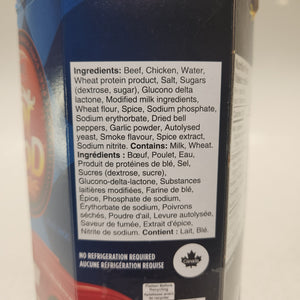 Ingredients: Beef, Chicken, Water,
Wheat protein product, Salt, Sugars
(dextrose, sugar), Glucono delta
lactone, Modified milk ingredients,
Wheat flour, Spice, Sodium phosphate,
Sodium erythorbate, Dried bell
peppers, Garlic powder, Autolysed yeast,
Smoke flavour, Spice extract,
Sodium nitrite. Contains: Milk, Wheat.
Ingrédients : Bœuf, Poulet, Eau,
Produit de protéines de blé, Sel,
Sucres (dextrose, sucre),
Glucono-delta-lactone, Substances
laitières modifiées, Farine de blé,
Épice, Phosphate de sodium,
Érythorbate de sodium, Poivrons
séchés, Poudre d'ail, Levure autolysée,
Saveur de fumée, Extrait d'épice,
Nitrite de sodium. Contient : Lait, Blé.
NO REFRIGERATION REQUIRED
AUCUNE RÉFRIGÉRATION REQUISE
Canada